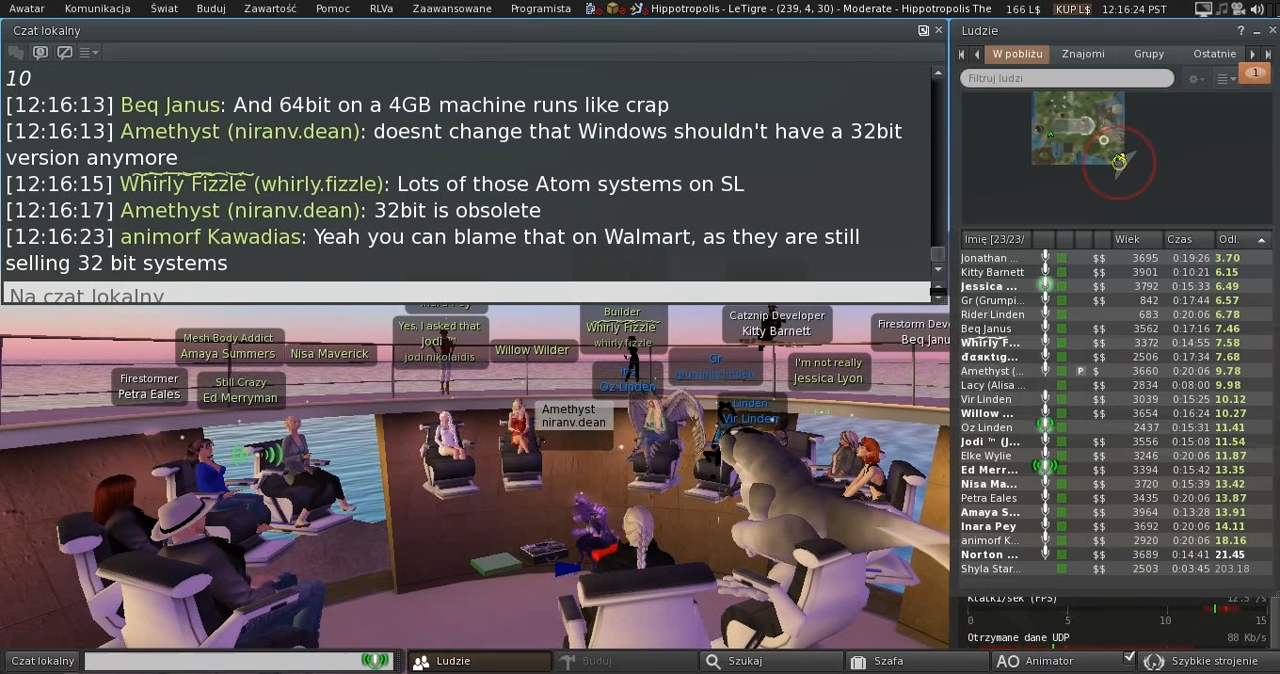 Awatar Komunikacja Świat Buduj Zawartość Pomoc RLVa Zaawansowane Programista Hippotropolis - LeTigre - (239, 4, 30) - Moderate - Hippotropolis The 166 L$ KUP L$ 12:16:24 PST
Czat lokalny
10
[12:16:13] Beq Janus: And 64bit on a 4GB machine runs like crap
[12:16:13] Amethyst (niranv.dean): doesnt change that Windows shouldn't have a 32bit
version anymore
[12:16:15] Whirly Fizzle (whirly.fizzle): Lots of those Atom systems on SL
[12:16:17] Amethyst (niranv.dean): 32bit is obsolete
[12:16:23] animorf Kawadias: Yeah you can blame that on Walmart, as they are still
selling 32 bit systems
Na czat lokalny
Mesh Body Addict
Amaya Summers
Nisa Maverick
Firestormer
Petra Eales
Still Crazy
Ed Merryman
Yes, I asked that
Jodi ™
jodi.nikolaidis
Willow Wilder
Builder
Whirly Fizzle
whirly.fizzle
Oz Linden
Gr
grumpity.linden
Catznip Developer
Kitty Barnett
Firestorm Deve
Beq Janu
I'm not really
Jessica Lyon
Linden
Vir Linden
Amethyst
niranv.dean
Ludzie
W pobliżu Znajomi Grupy Ostatnie
Filtruj ludzi
1
Imię [23/23/ Wiek Czas Odl.
Jonathan ... $$ 3695 0:19:26 3.70
Kitty Barnett $$ 3901 0:10:21 6.15
Jessica ... $$ 3792 0:15:33 6.49
Gr (Grumpi... $$ 842 0:17:44 6.57
Rider Linden 683 0:20:06 6.78
Beq Janus $$ 3562 0:17:16 7.46
Whirly F... $$ 3372 0:14:55 7.58
$$ 2506 0:17:34 7.68
Amethyst (... P $ 3660 0:20:06 9.78
Lacy (Alisa ... $$ 2834 0:08:00 9.98
Vir Linden $$ 3039 0:15:25 10.12
Willow ... $$ 3654 0:16:24 10.27
Oz Linden 2437 0:15:31 11.41
Jodi ™ (J... $$ 3556 0:15:08 11.54
Elke Wylie $$ 3246 0:20:06 11.87
Ed Merr... $$ 3394 0:15:42 13.35
Nisa Ma... $$ 3720 0:15:39 13.42
Petra Eales $$ 3435 0:20:06 13.87
Amaya S... $$ 3964 0:13:28 13.91
Inara Pey $$ 3692 0:20:06 14.11
animorf K... $$ 2920 0:20:06 18.16
Norton ... $$ 3689 0:14:41 21.45
Shyla Star... $$ 2503 0:03:45 203.18
Klatki/sek (FPS) 12.5 /s
0 5 10 15
Otrzymane dane UDP 88 Kb/s
Czat lokalny Ludzie Buduj Szukaj Szafa AO Animator Szybkie strojenie